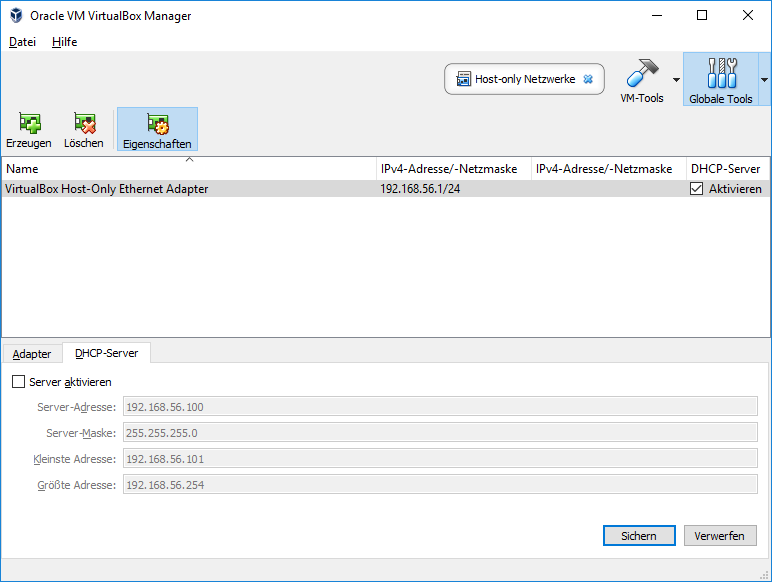 Oracle VM VirtualBox Manager
Datei Hilfe
Host-only Netzwerke
VM-Tools
Globale Tools
Erzeugen Löschen Eigenschaften
Name IPv4-Adresse/-Netzmaske IPv4-Adresse/-Netzmaske DHCP-Server
VirtualBox Host-Only Ethernet Adapter 192.168.56.1/24 Aktivieren
Adapter DHCP-Server
Server aktivieren
Server-Adresse: 192.168.56.100
Server-Maske: 255.255.255.0
Kleinste Adresse: 192.168.56.101
Größte Adresse: 192.168.56.254
Sichern Verwerfen